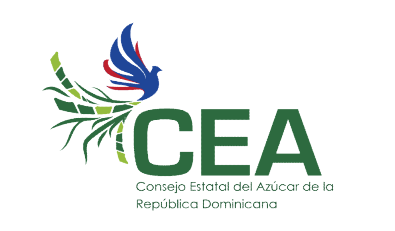 CEA
Consejo Estatal del Azúcar de la
República Dominicana